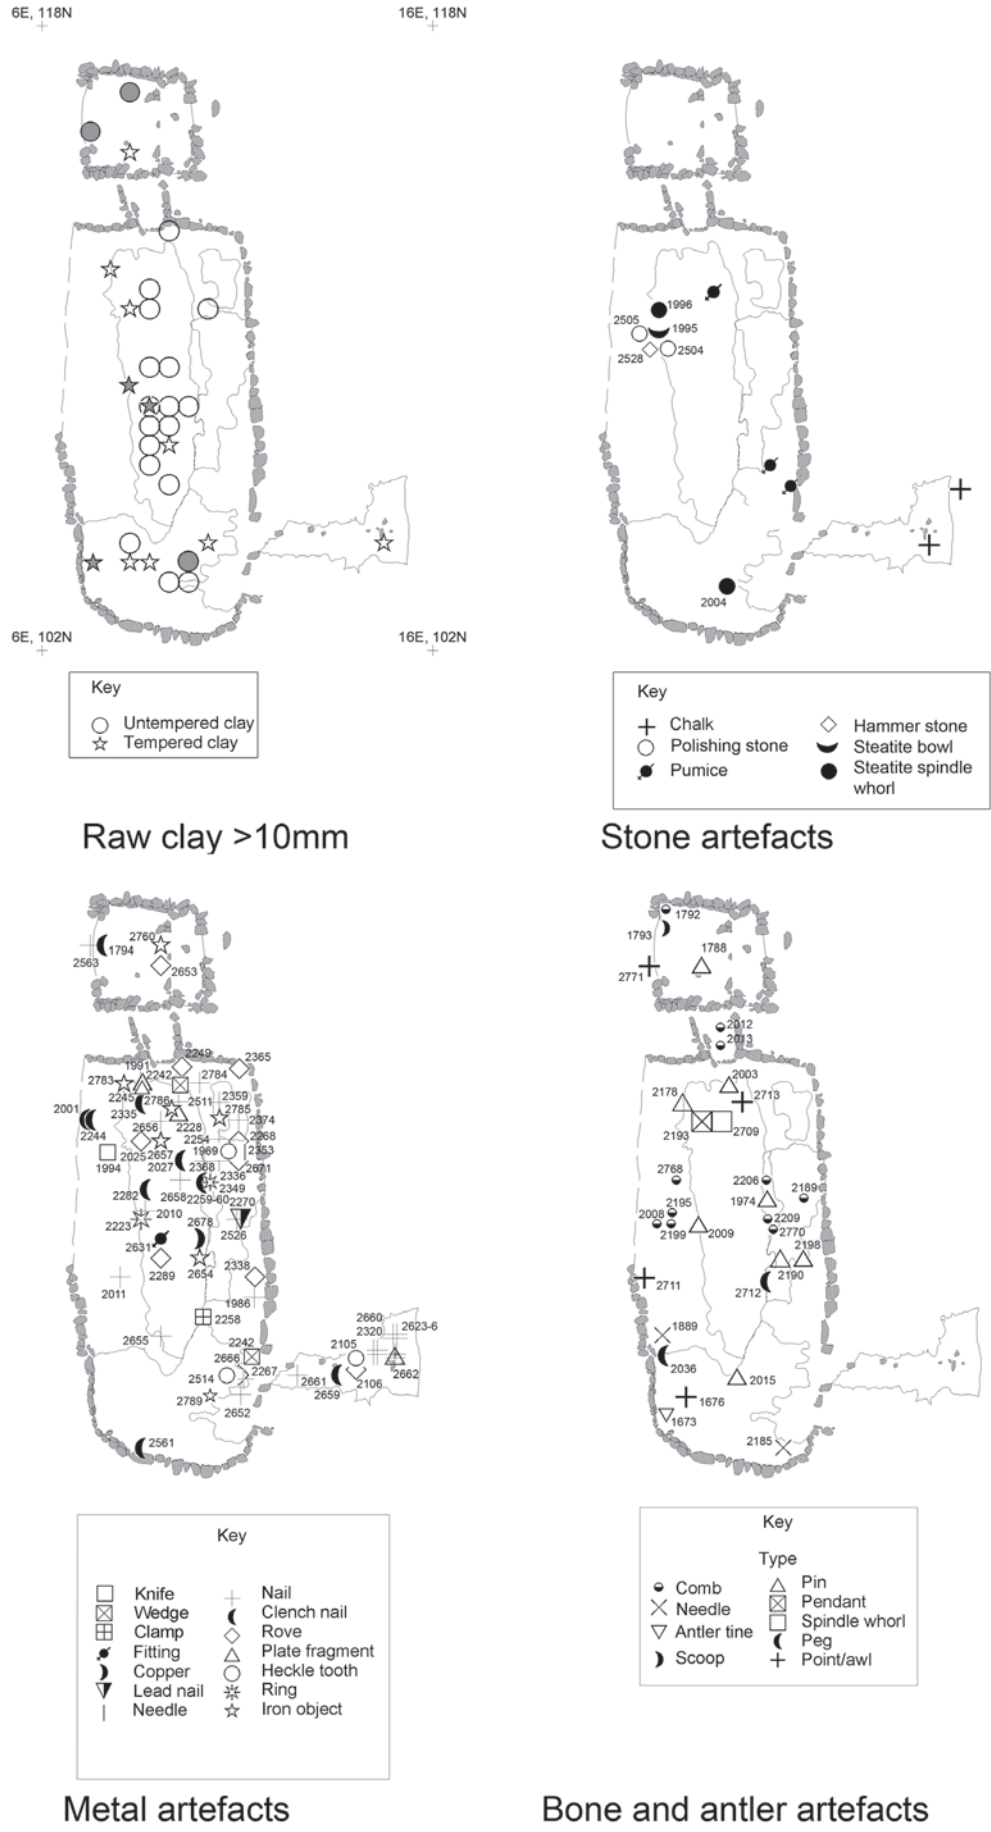 6E, 118N
16E, 118N
6E, 102N
16E, 102N
Key
Untempered clay
Tempered clay
Raw clay >10mm
1996
2505
1995
2528
2504
2004
Key
Chalk
Polishing stone
Pumice
Hammer stone
Steatite bowl
Steatite spindle
whorl
Stone artefacts
2760
1794
2563
2653
2249
2365
1991
2242
2784
2783
2245
2786
2511
2359
2785
2001
2335
2228
2374
2244
2656
2254
2268
1994
2025
2657
1969
2353
2027
2368
2671
2336
2282
2658
2349
2259-60
2270
2010
2223
2678
2526
2631
2289
2654
2338
2011
1986
2258
2660
2623-6
2655
2320
2242
2105
2666
2267
2514
2661
2106
2662
2659
2789
2652
2561
Key
Knife
Wedge
Clamp
Fitting
Copper
Lead nail
Needle
Nail
Clench nail
Rove
Plate fragment
Heckle tooth
Ring
Iron object
Metal artefacts
1792
1793
1788
2771
2012
2013
2003
2178
2713
2193
2709
2768
2206
2189
2195
1974
2008
2209
2199
2009
2770
2198
2190
2711
2712
1889
2036
2015
1676
1673
2185
Key
Type
Comb
Needle
Antler tine
Scoop
Pin
Pendant
Spindle whorl
Peg
Point/awl
Bone and antler artefacts